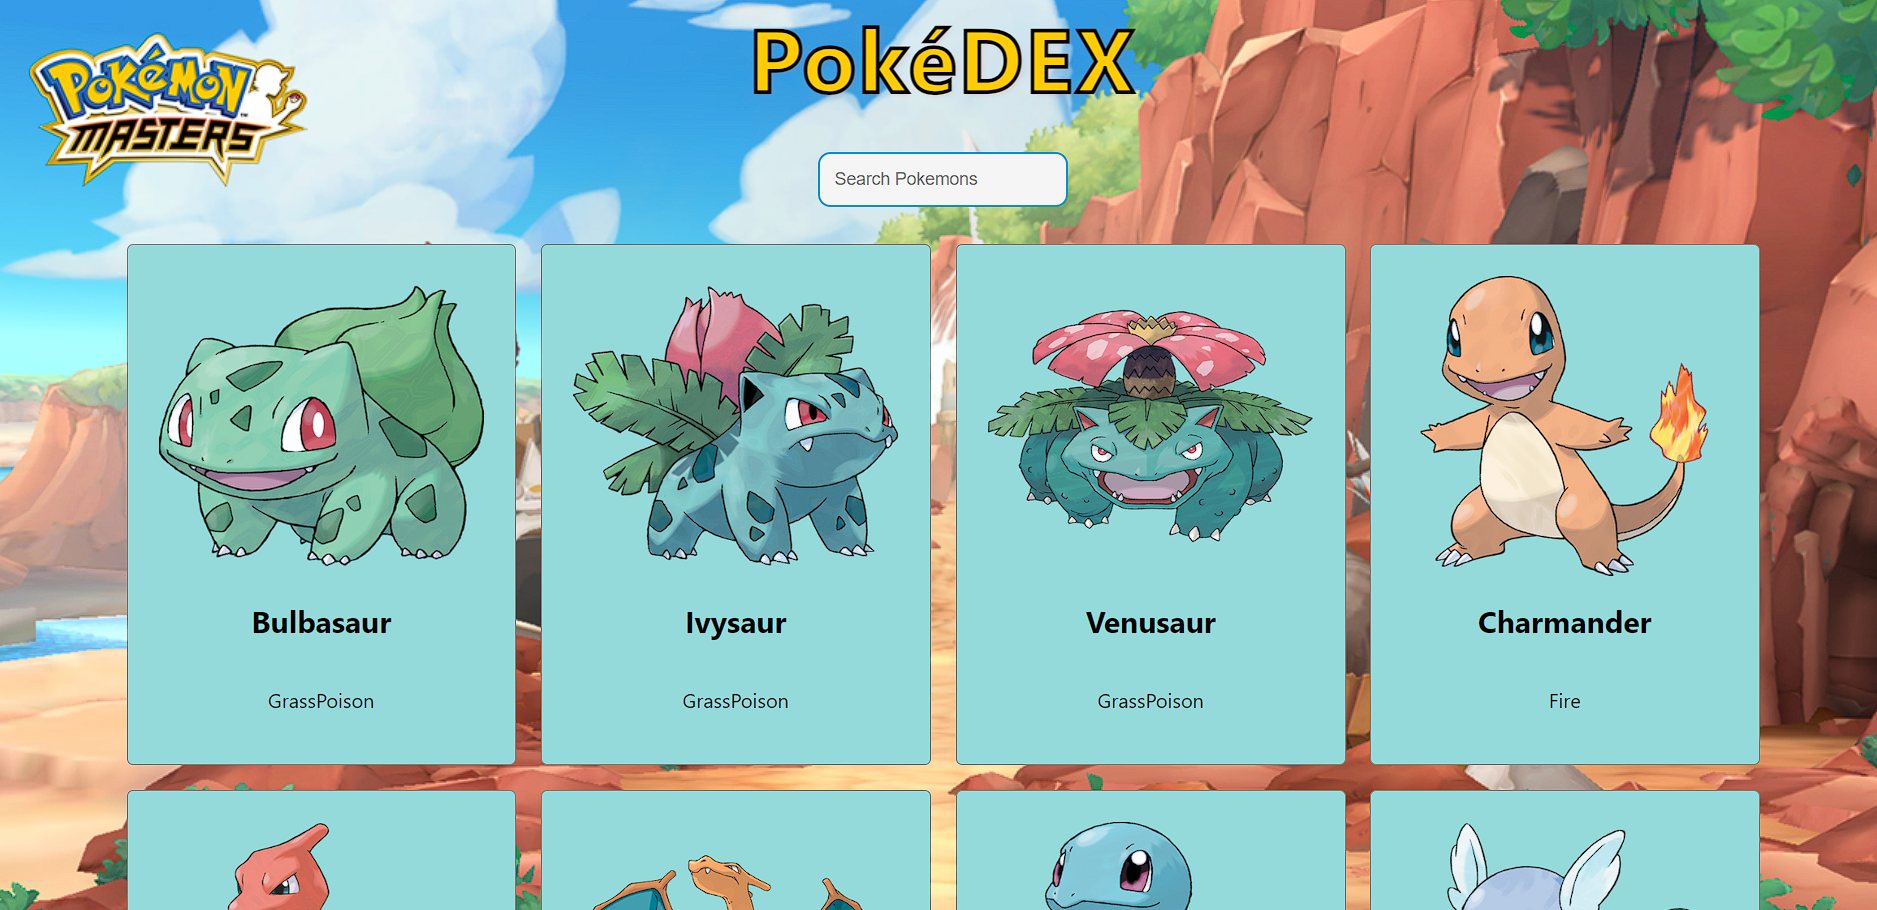 PokéDEX
POKéMON
MASTERS
Search Pokemons
Bulbasaur
Ivysaur
Venusaur
Charmander
GrassPoison
GrassPoison
GrassPoison
Fire